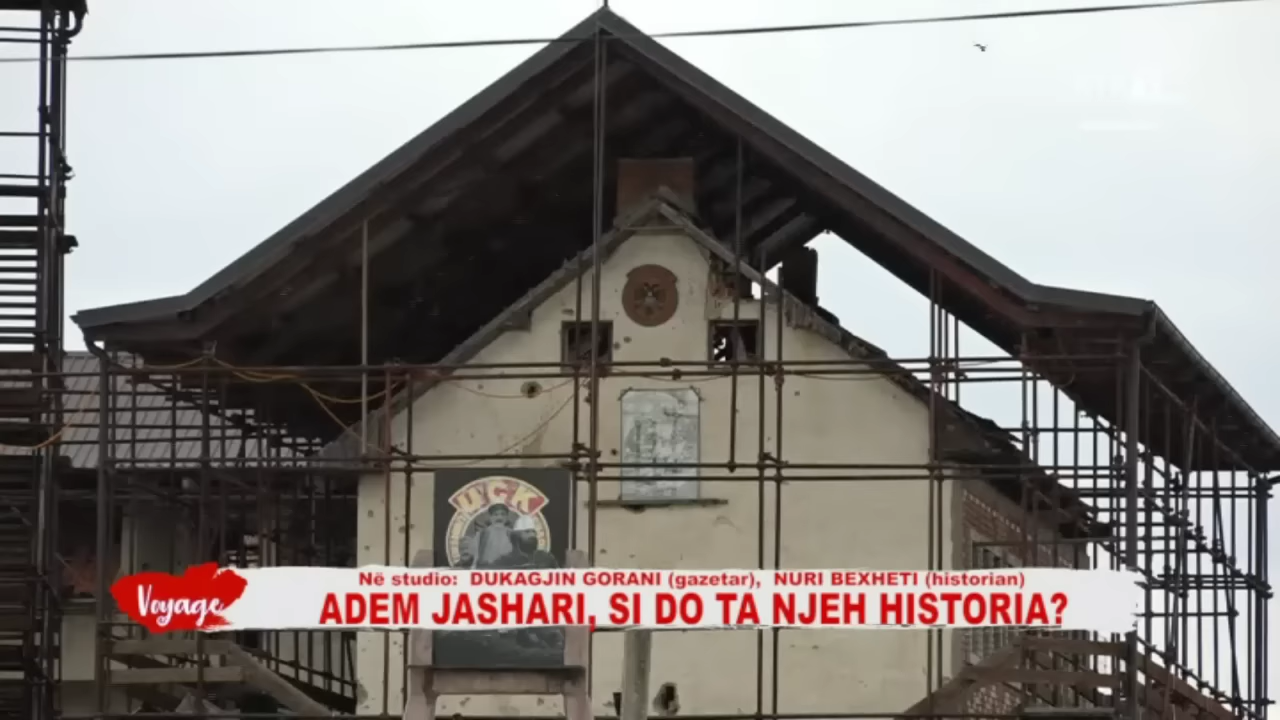 UÇK
Në studio: DUKAGJIN GORANI (gazetar), NURI BEXHETI (historian)
Voyage
ADEM JASHARI, SI DO TA NJEH HISTORIA?